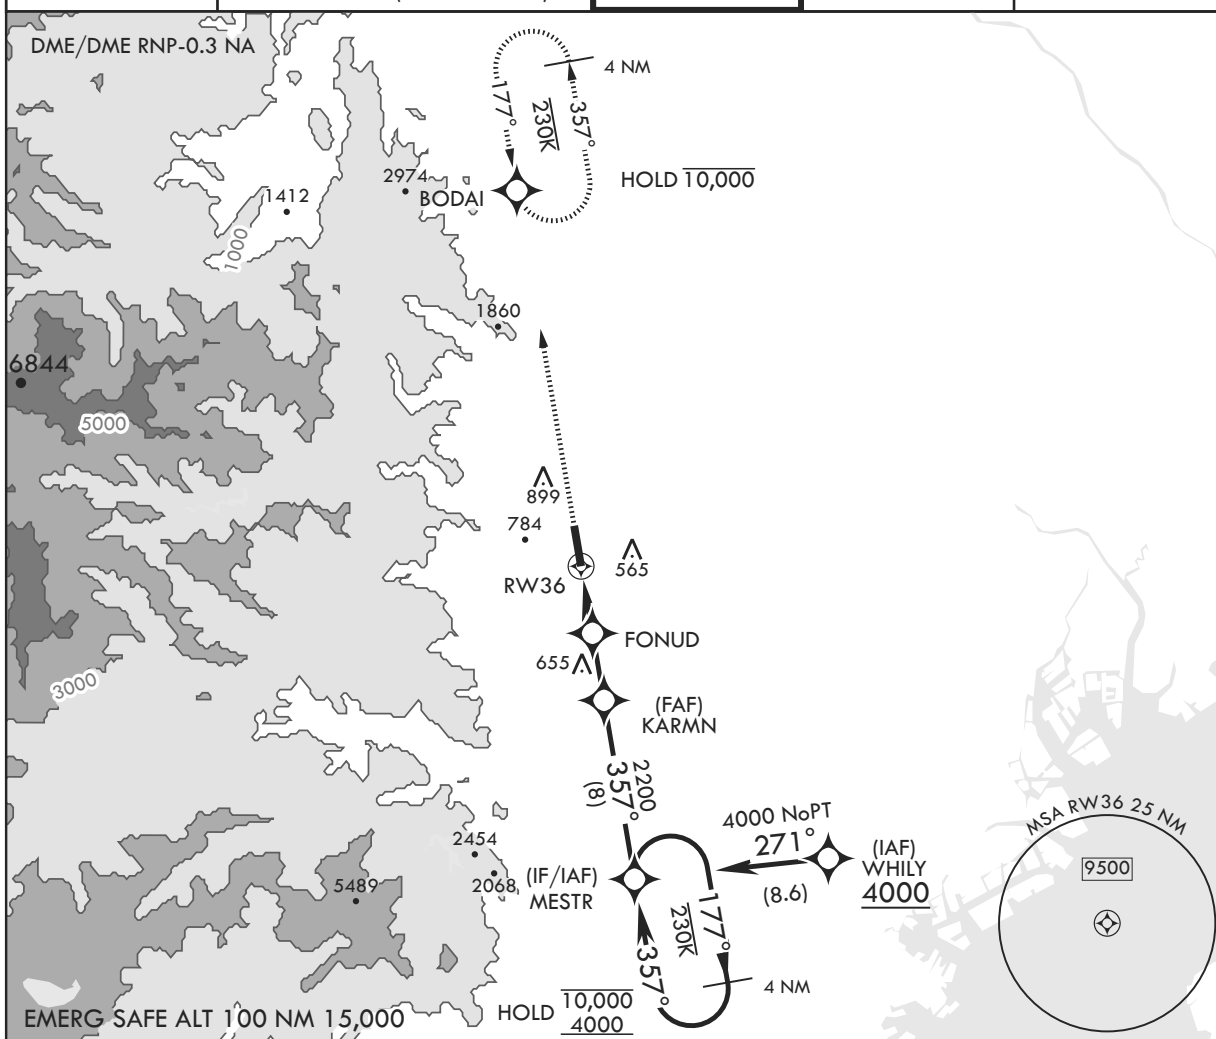 DME/DME RNP-0.3 NA
4 NM
177°
230K
357°
HOLD 10,000
BODAI
2974
1412
1000
1860
6844
5000
899
784
565
RW36
FONUD
655
(FAF)
KARMN
3000
2200
357°
(8)
4000 NoPT
271°
(8.6)
(IAF)
WHILY
4000
MSA RW36 25 NM
9500
2454
2068
5489
(IF/IAF)
MESTR
177°
230K
357°
4 NM
HOLD 10,000
4000
EMERG SAFE ALT 100 NM 15,000